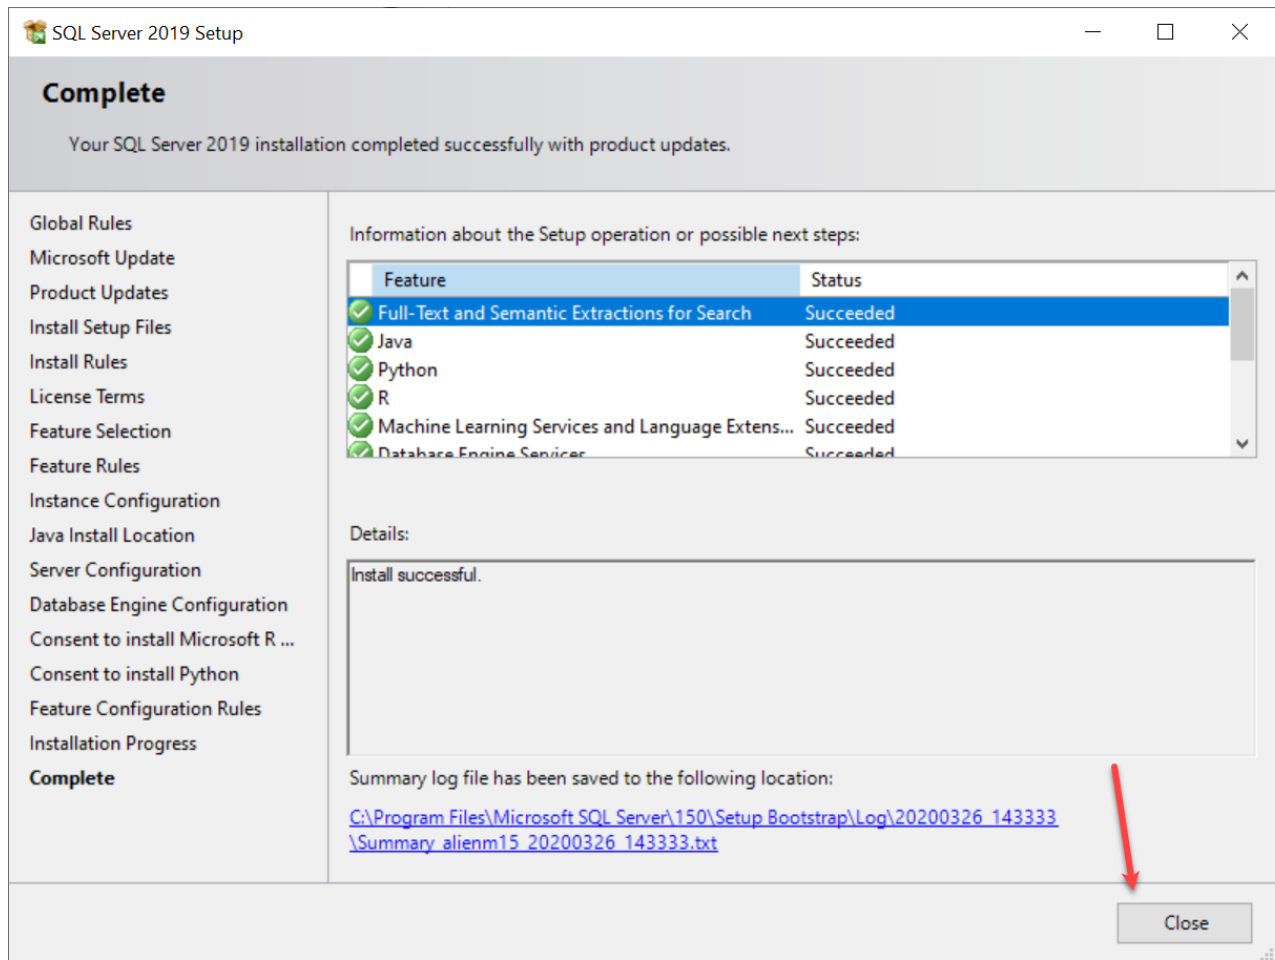 SQL Server 2019 Setup
Complete
Your SQL Server 2019 installation completed successfully with product updates.
Global Rules
Microsoft Update
Product Updates
Install Setup Files
Install Rules
License Terms
Feature Selection
Feature Rules
Instance Configuration
Java Install Location
Server Configuration
Database Engine Configuration
Consent to install Microsoft R ...
Consent to install Python
Feature Configuration Rules
Installation Progress
Complete
Information about the Setup operation or possible next steps:
Feature Status
Full-Text and Semantic Extractions for Search Succeeded
Java Succeeded
Python Succeeded
R Succeeded
Machine Learning Services and Language Extens... Succeeded
Database Engine Services Succeeded
Details:
Install successful.
Summary log file has been saved to the following location:
C:\Program Files\Microsoft SQL Server\150\Setup Bootstrap\Log\20200326_143333
\Summary_alienm15_20200326_143333.txt
Close